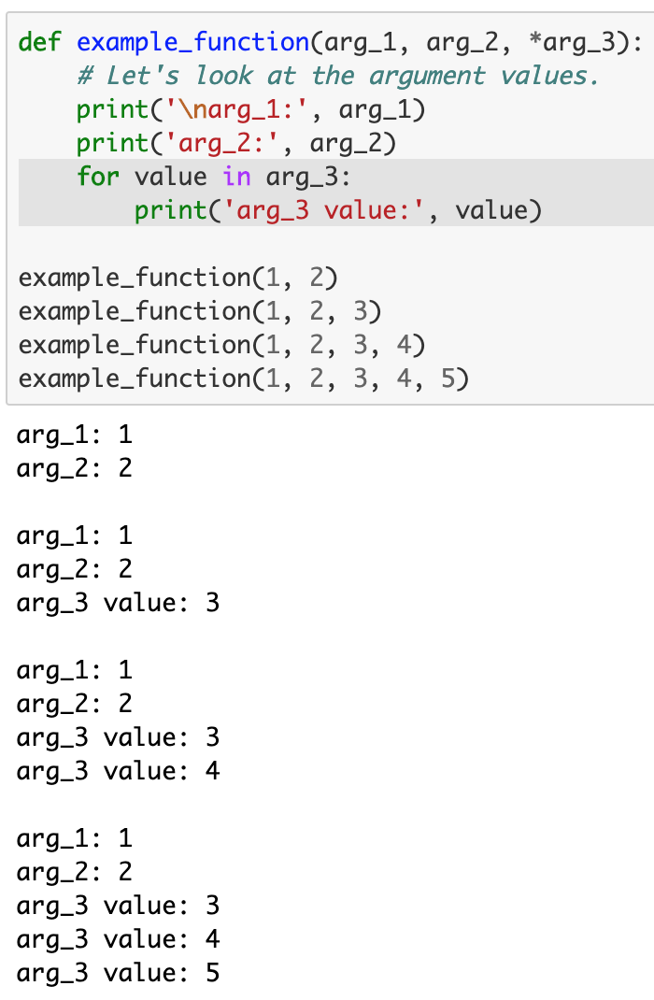 def example_function(arg_1, arg_2, *arg_3):
    # Let's look at the argument values.
    print('\narg_1:', arg_1)
    print('arg_2:', arg_2)
    for value in arg_3:
        print('arg_3 value:', value)

example_function(1, 2)
example_function(1, 2, 3)
example_function(1, 2, 3, 4)
example_function(1, 2, 3, 4, 5)

arg_1: 1
arg_2: 2

arg_1: 1
arg_2: 2
arg_3 value: 3

arg_1: 1
arg_2: 2
arg_3 value: 3
arg_3 value: 4

arg_1: 1
arg_2: 2
arg_3 value: 3
arg_3 value: 4
arg_3 value: 5